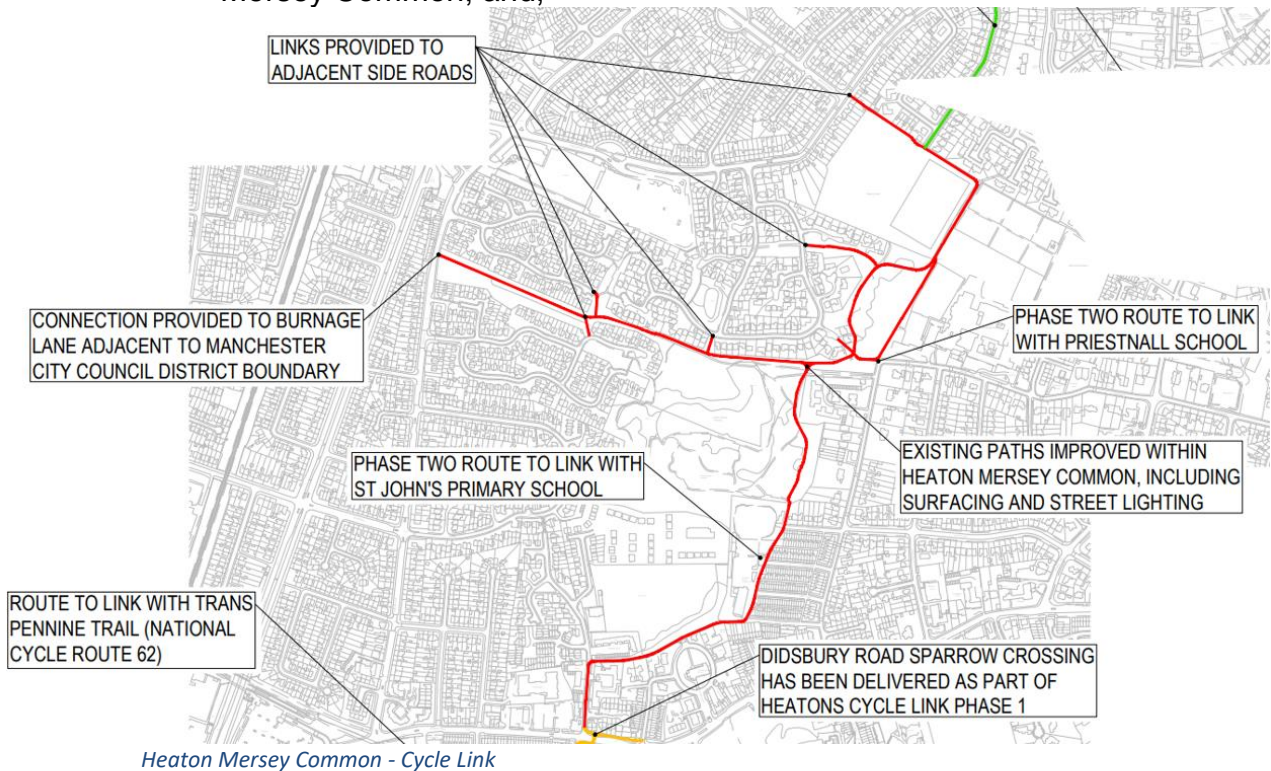 Mersey Common, and,
LINKS PROVIDED TO
ADJACENT SIDE ROADS
CONNECTION PROVIDED TO BURNAGE
LANE ADJACENT TO MANCHESTER
CITY COUNCIL DISTRICT BOUNDARY
PHASE TWO ROUTE TO LINK
WITH PRIESTNALL SCHOOL
PHASE TWO ROUTE TO LINK WITH
ST JOHN'S PRIMARY SCHOOL
EXISTING PATHS IMPROVED WITHIN
HEATON MERSEY COMMON, INCLUDING
SURFACING AND STREET LIGHTING
ROUTE TO LINK WITH TRANS
PENNINE TRAIL (NATIONAL
CYCLE ROUTE 62)
DIDSBURY ROAD SPARROW CROSSING
HAS BEEN DELIVERED AS PART OF
HEATONS CYCLE LINK PHASE 1
Heaton Mersey Common - Cycle Link